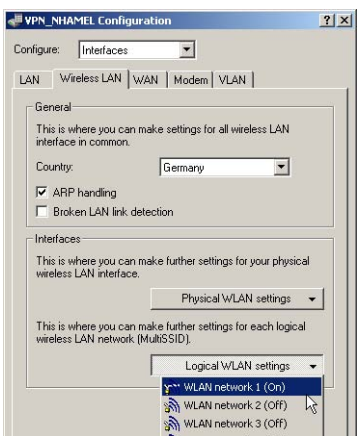 VPN_NHAMEL Configuration
Configure: Interfaces
LAN Wireless LAN WAN Modem VLAN
General
This is where you can make settings for all wireless LAN
interface in common.
Country: Germany
ARP handling
Broken LAN link detection
Interfaces
This is where you can make further settings for your physical
wireless LAN interface.
Physical WLAN settings
This is where you can make further settings for each logical
wireless LAN network (MultiSSID).
Logical WLAN settings
WLAN network 1 (On)
WLAN network 2 (Off)
WLAN network 3 (Off)